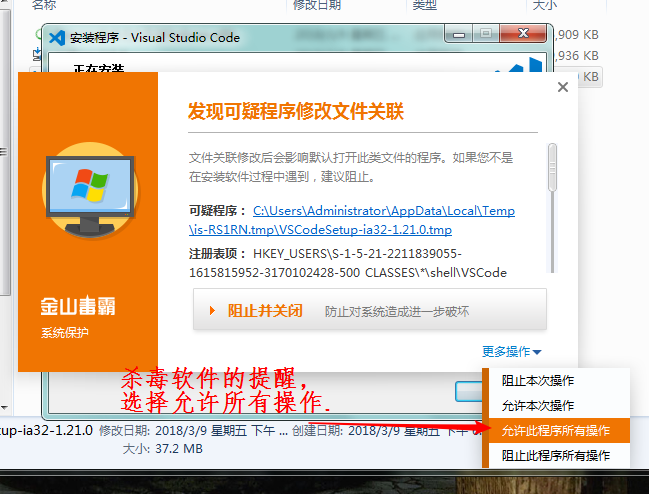 名称 修改日期 类型 大小
安装程序 - Visual Studio Code
,909 KB
正在安装
,936 KB
KB
发现可疑程序修改文件关联
文件关联修改后会影响默认打开此类文件的程序。如果您不是
在安装软件过程中遇到，建议阻止。
可疑程序： C:\Users\Administrator\AppData\Local\Temp
\is-RS1RN.tmp\VSCodeSetup-ia32-1.21.0.tmp
注册表项： HKEY_USERS\S-1-5-21-2211839055-
1615815952-3170102428-500 CLASSES\*\shell\VSCode
金山毒霸
系统保护
阻止并关闭 防止对系统造成进一步破坏
更多操作
杀毒软件的提醒，
选择允许所有操作.
阻止本次操作
允许本次操作
允许此程序所有操作
阻止此程序所有操作
tup-ia32-1.21.0 修改日期: 2018/3/9 星期五 下午 ... 创建日期: 2018/3/9 星期五 下午
大小: 37.2 MB